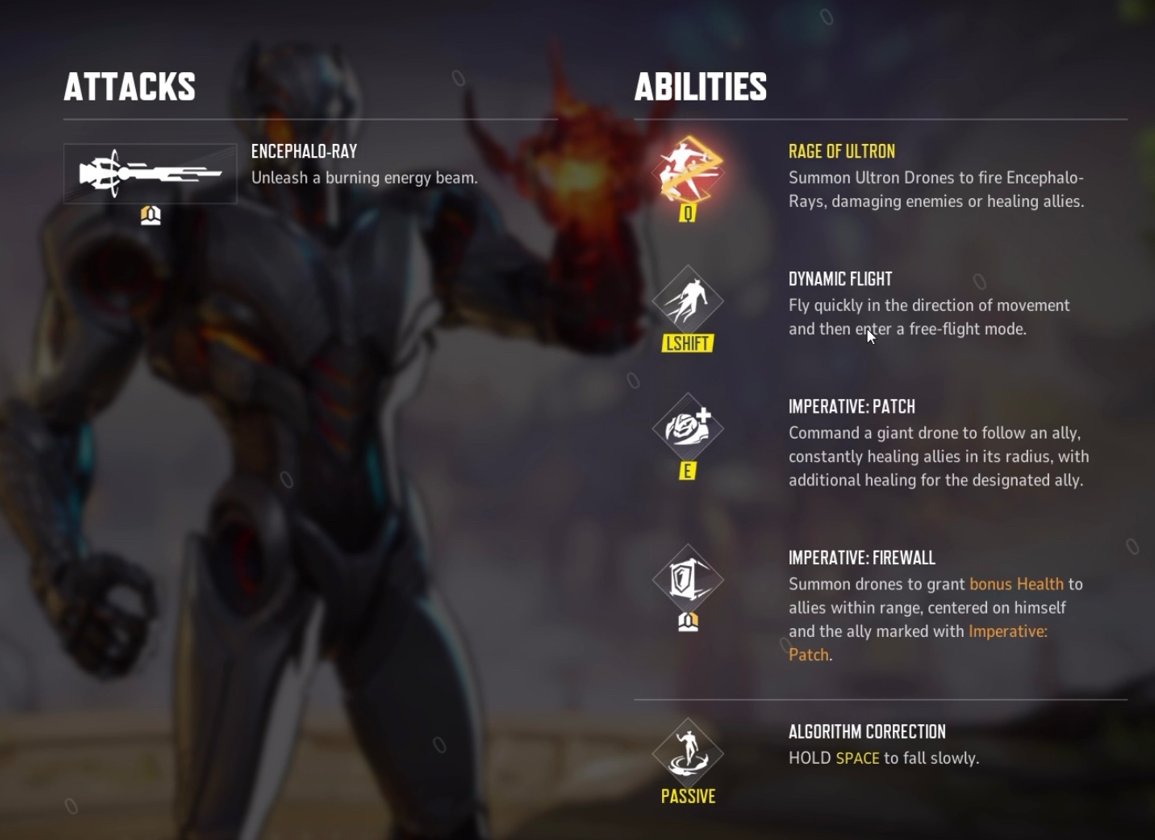 ATTACKS
ENCEPHALO-RAY
Unleash a burning energy beam.
ABILITIES
RAGE OF ULTRON
Summon Ultron Drones to fire Encephalo-
Rays, damaging enemies or healing allies.
Q
DYNAMIC FLIGHT
Fly quickly in the direction of movement
and then enter a free-flight mode.
LSHIFT
IMPERATIVE: PATCH
Command a giant drone to follow an ally,
constantly healing allies in its radius, with
additional healing for the designated ally.
E
IMPERATIVE: FIREWALL
Summon drones to grant bonus Health to
allies within range, centered on himself
and the ally marked with Imperative:
Patch.
ALGORITHM CORRECTION
HOLD SPACE to fall slowly.
PASSIVE